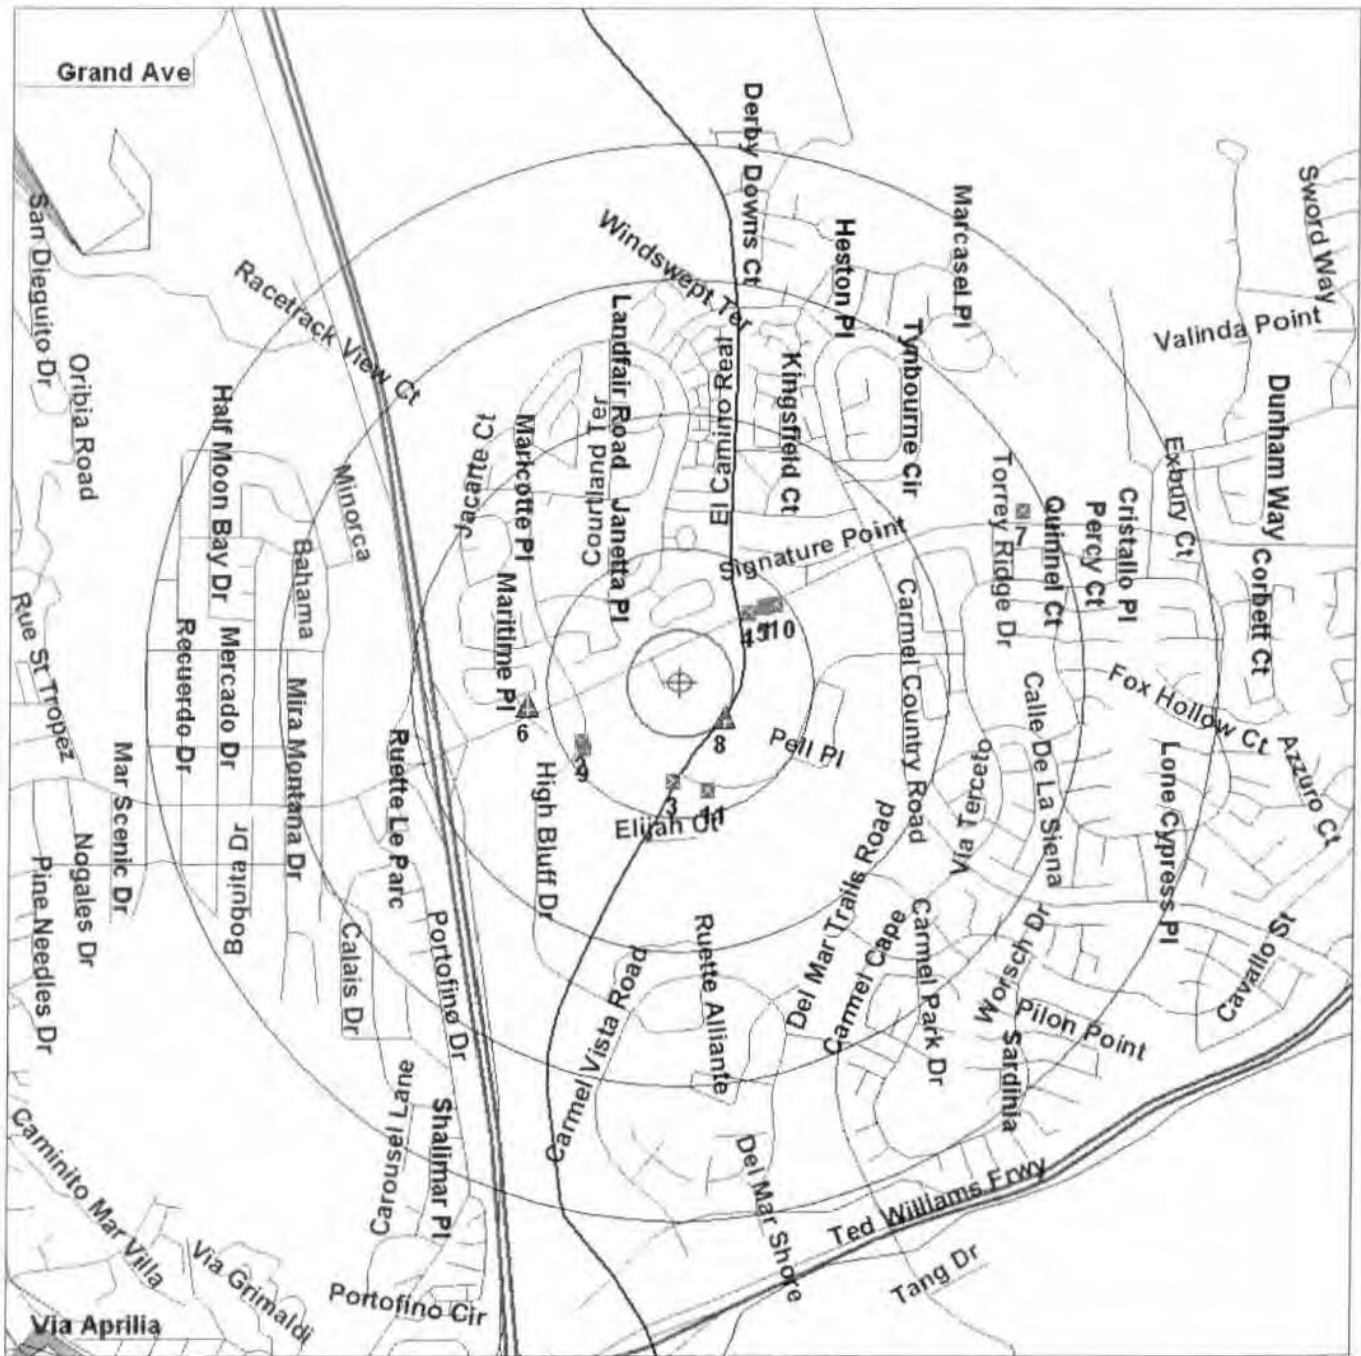 Grand Ave
Derby Downs Ct
Sword Way
San Dieguito Dr
Windswept Ter
Heston Pl
Marcasel Pl
Racetrack View Ct
Landfair Road
El Camino Real
Kingsfield Ct
Tynbourne Cir
Valinda Point
Oribia Road
Half Moon Bay Dr
Minorca
Jacante Ct
Maricotte Pl
Courtland Ter
Janetta Pl
Signature Point
Torrey Ridge Dr
7
Quinnel Ct
Percy Ct
Cristallo Pl
Exbury Ct
Dunham Way
Corbett Ct
Bahama
Rue St Tropez
Recuerdo Dr
Mercado Dr
Mira Montana Dr
Maritime Pl
4
10
Carmel Country Road
Calle De La Siena
Fox Hollow Ct
Azzuro Ct
6
8
9
Pell Pl
3
11
Elijah Ct
Mar Scenic Dr
Boquita Dr
Ruette Le Parc
High Bluff Dr
Via Tercelo
Lone Cypress Pl
Nogales Dr
Pine Needles Dr
Calais Dr
Portofino Dr
Carmel Vista Road
Ruette Alliante
Del Mar Trails Road
Carmel Cape
Carmel Park Dr
Worsch Dr
Pilon Point
Cavallo St
Sardinia
Carousel Lane
Shalimar Pl
Del Mar Shore
Ted Williams Frwy
Tang Dr
Caminito Mar Villa
Via Grimaldi
Portofino Cir
Via Aprilia